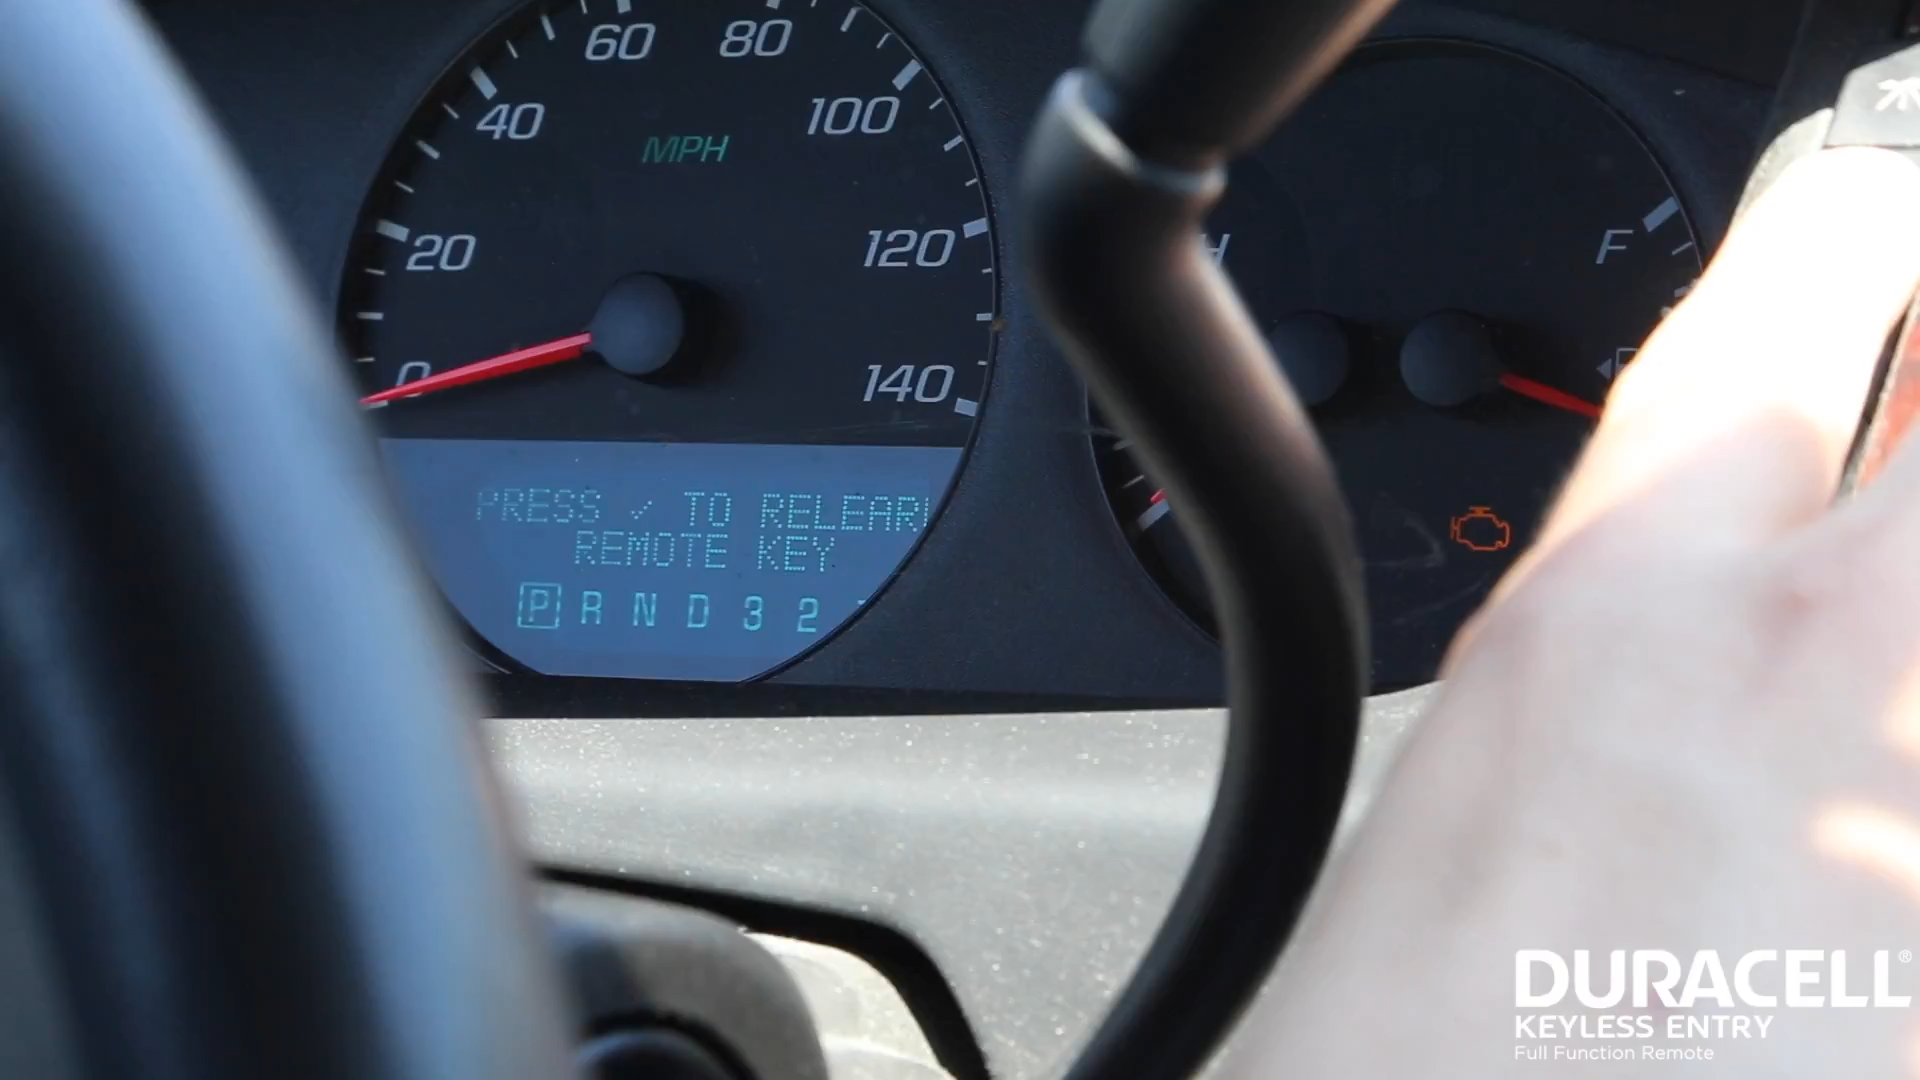 60 80
40 100
MPH
20 120
0 140
H
F
PRESS ✓ TO RELEARN
REMOTE KEY
P R N D 3 2
DURACELL®
KEYLESS ENTRY
Full Function Remote